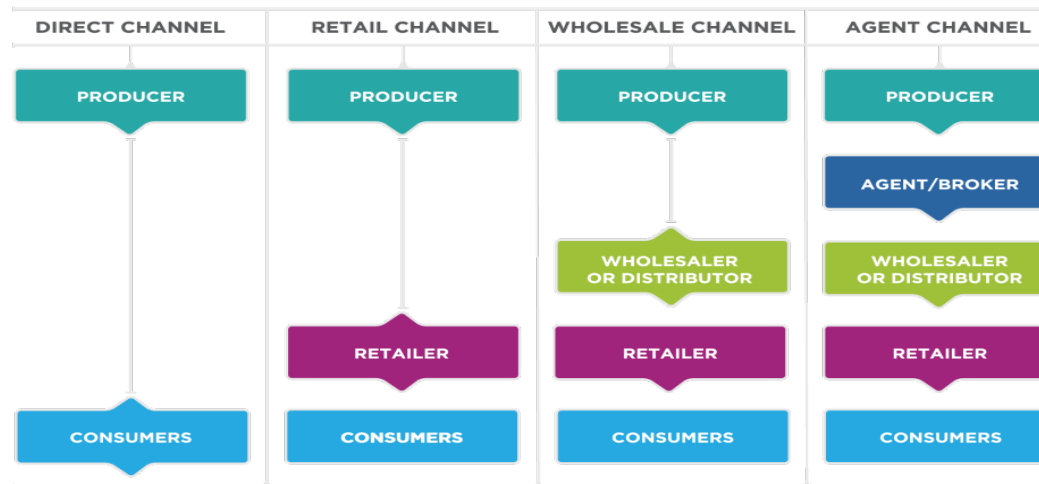 DIRECT CHANNEL
RETAIL CHANNEL
WHOLESALE CHANNEL
AGENT CHANNEL
PRODUCER
PRODUCER
PRODUCER
PRODUCER
AGENT/BROKER
WHOLESALER
OR DISTRIBUTOR
WHOLESALER
OR DISTRIBUTOR
RETAILER
RETAILER
RETAILER
CONSUMERS
CONSUMERS
CONSUMERS
CONSUMERS